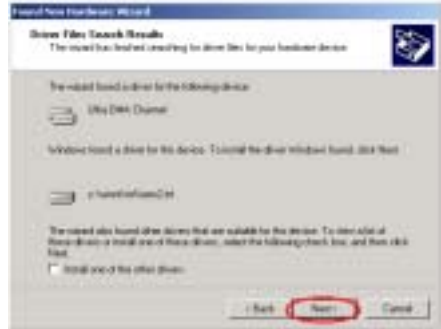 Found New Hardware Wizard
Driver Files Search Results
The wizard has finished searching for driver files for your hardware device.
The wizard found a driver for the following device:
Ultra DMA Channel
Windows found a driver for this device. To install the driver Windows found, click Next.
The wizard also found other drivers that are suitable for this device. To view a list of
these drivers or install one of these drivers, select the following check box, and then click
Next.
Install one of the other drivers
< Back
Next >
Cancel